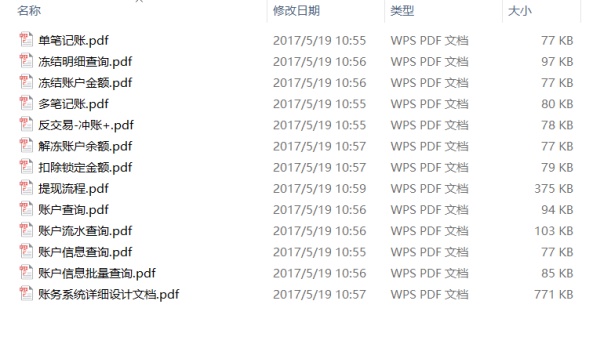 名称 修改日期 类型 大小
单笔记账.pdf 2017/5/19 10:55 WPS PDF 文档 77 KB
冻结明细查询.pdf 2017/5/19 10:56 WPS PDF 文档 97 KB
冻结账户金额.pdf 2017/5/19 10:56 WPS PDF 文档 77 KB
多笔记账.pdf 2017/5/19 10:55 WPS PDF 文档 80 KB
反交易-冲账+.pdf 2017/5/19 10:55 WPS PDF 文档 78 KB
解冻账户余额.pdf 2017/5/19 10:57 WPS PDF 文档 77 KB
扣除锁定金额.pdf 2017/5/19 10:57 WPS PDF 文档 79 KB
提现流程.pdf 2017/5/19 10:59 WPS PDF 文档 375 KB
账户查询.pdf 2017/5/19 10:56 WPS PDF 文档 94 KB
账户流水查询.pdf 2017/5/19 10:56 WPS PDF 文档 103 KB
账户信息查询.pdf 2017/5/19 10:55 WPS PDF 文档 77 KB
账户信息批量查询.pdf 2017/5/19 10:56 WPS PDF 文档 85 KB
账务系统详细设计文档.pdf 2017/5/19 10:57 WPS PDF 文档 771 KB